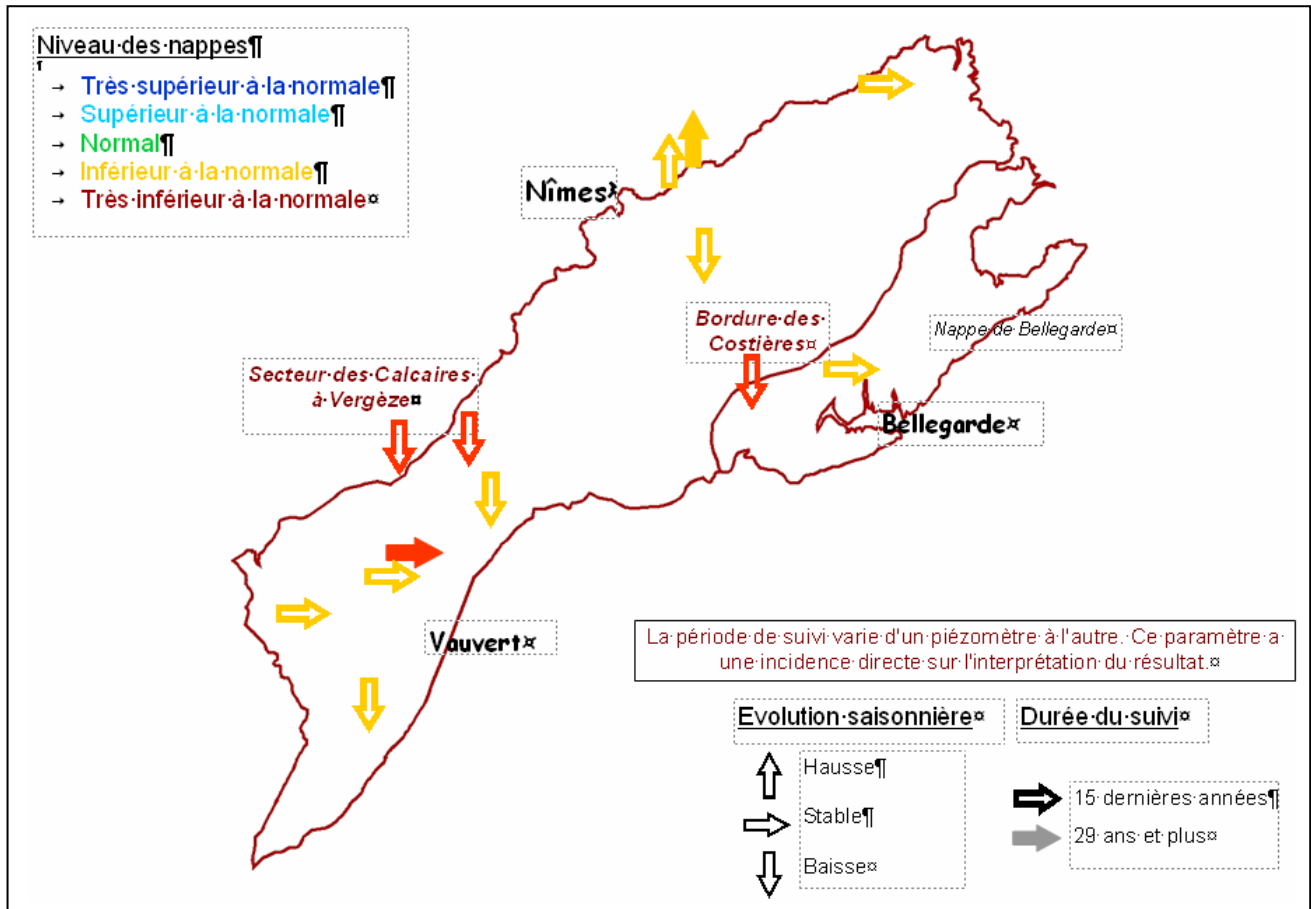 Niveau·des·nappes¶
¶
→ Très·supérieur·à·la·normale¶
→ Supérieur·à·la·normale¶
→ Normal¶
→ Inférieur·à·la·normale¶
→ Très·inférieur·à·la·normale¤
Nîmes¤
Bordure·des·
Costières¤
Nappe·de·Bellegarde¤
Secteur·des·Calcaires·
à·Vergèze¤
Bellegarde¤
Vauvert¤
La·période·de·suivi·varie·d'un·piézomètre·à·l'autre.·Ce·paramètre·a·
une·incidence·directe·sur·l'interprétation·du·résultat.¤
Evolution·saisonnière¤
Hausse¶
Stable¶
Baisse¤
Durée·du·suivi¤
15·dernières·années¶
29·ans·et·plus¤